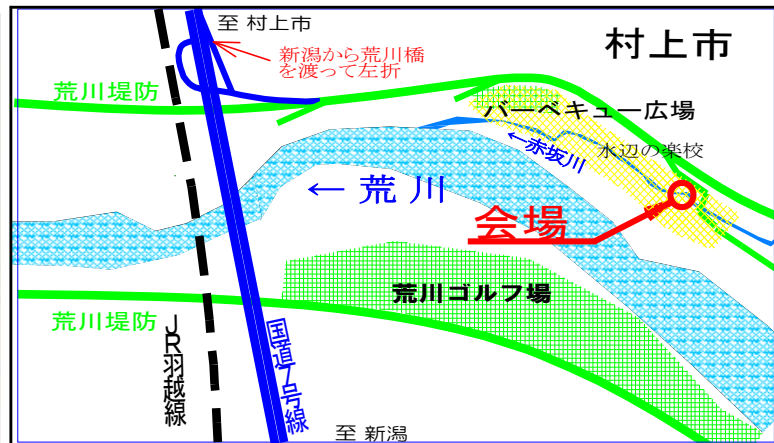 至 村上市
村上市
新潟から荒川橋
を渡って左折
荒川堤防
バーベキュー広場
←赤坂川
水辺の楽校
← 荒 川
会場
荒川ゴルフ場
荒川堤防
JR羽越線
国道7号線
至 新潟